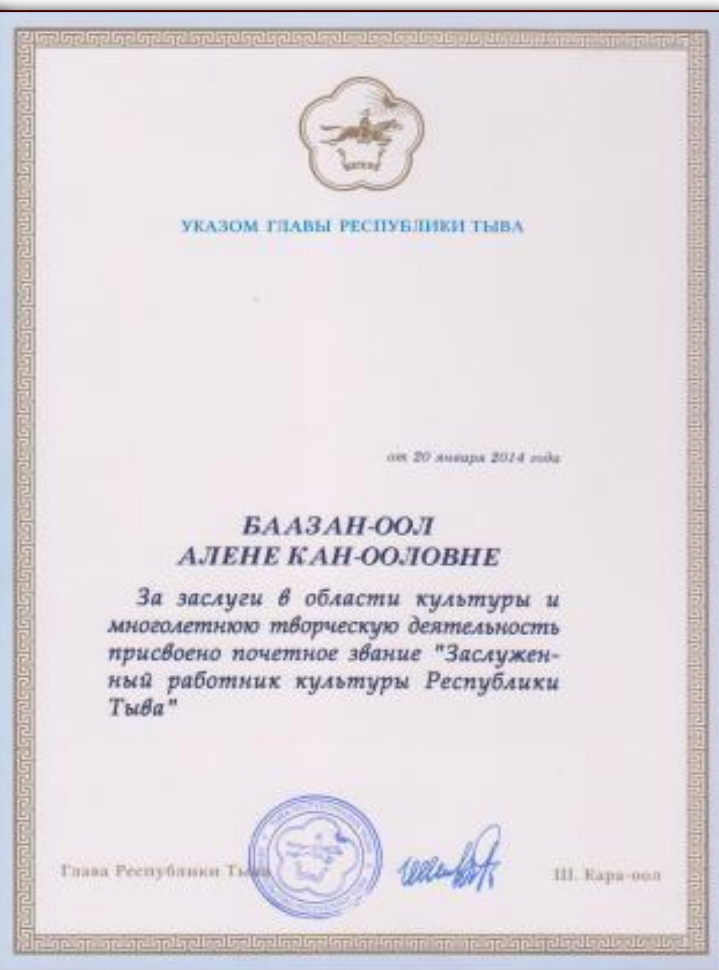 УКАЗОМ ГЛАВЫ РЕСПУБЛИКИ ТЫВА
от 20 января 2014 года
БААЗАН-ООЛ
АЛЕНЕ КАН-ООЛОВНЕ
За заслуги в области культуры и
многолетнюю творческую деятельность
присвоено почетное звание "Заслужен-
ный работник культуры Республики
Тыва"
Глава Республики Тыва
Ш. Кара-оол